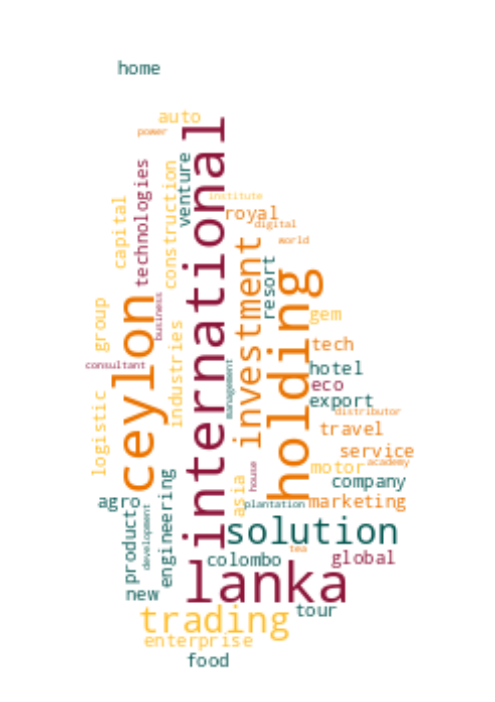 home
auto
power
international
technologies
construction
venture
capital
institute
royal
digital
world
investment
resort
holding
gem
group
ceylon
business
industries
tech
consultant
management
hotel
eco
export
distributor
logistic
travel
service
motor
academy
house
asia
company
agro
product
development
engineering
plantation
marketing
solution
tea
colombo
global
lanka
new
trading
tour
enterprise
food